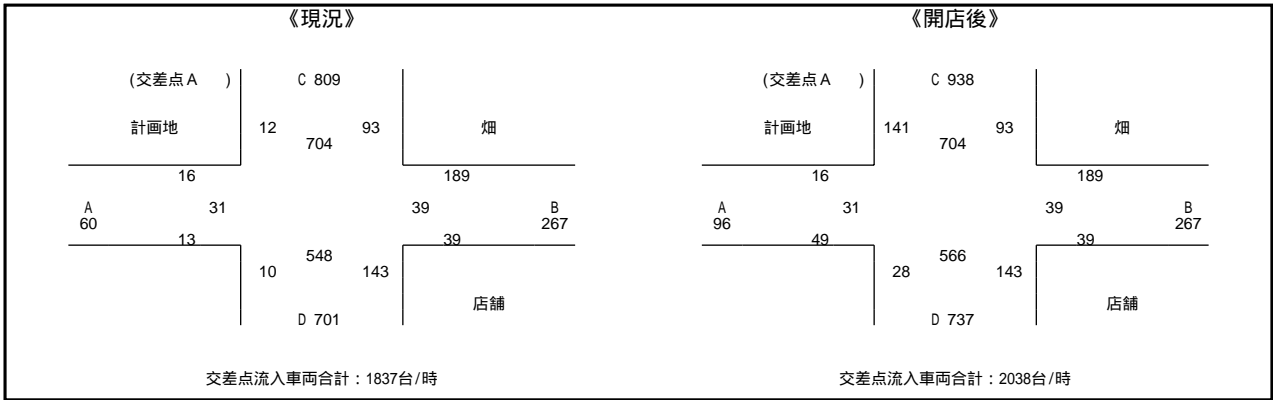 《現況》
(交差点A )
C 809
計画地
12
93
畑
704
16
189
A
31
39
B
60
267
13
39
548
10
143
店舗
D 701
交差点流入車両合計：1837台/時
《開店後》
(交差点A )
C 938
計画地
141
93
畑
704
16
189
A
31
39
B
96
267
49
39
566
28
143
店舗
D 737
交差点流入車両合計：2038台/時